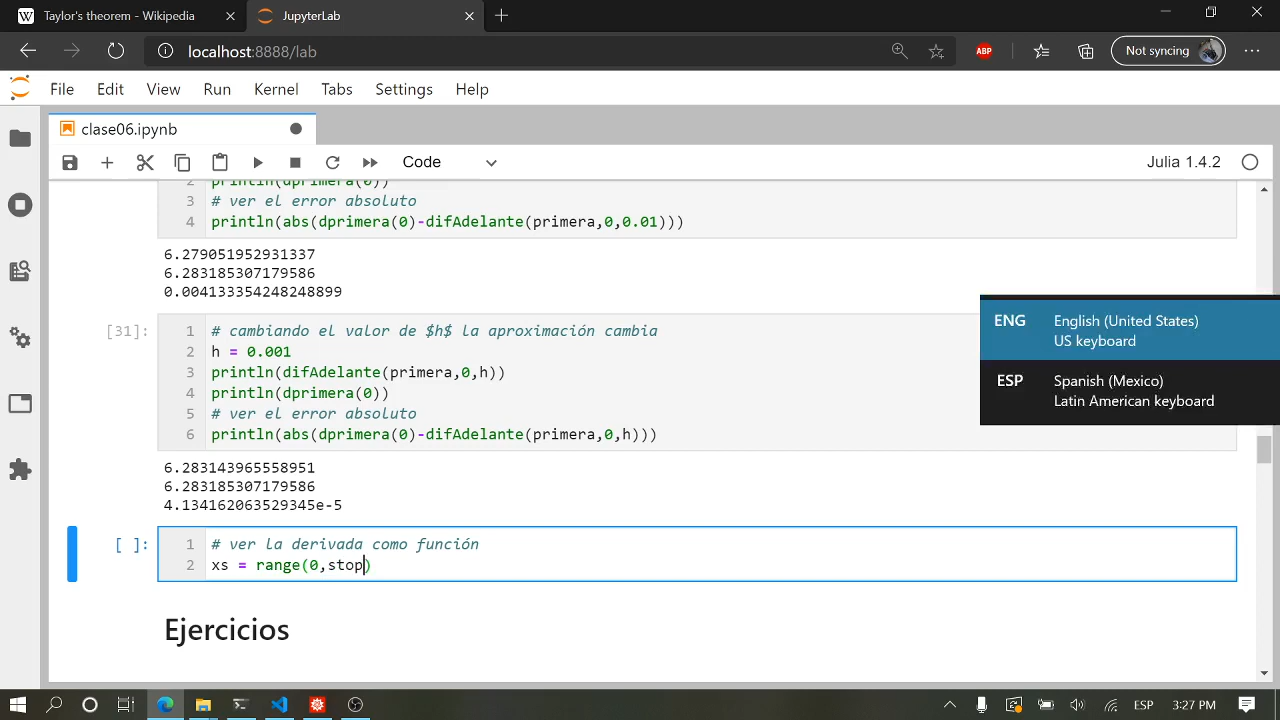 Taylor's theorem - Wikipedia
JupyterLab
localhost:8888/lab
ABP
Not syncing
File Edit View Run Kernel Tabs Settings Help
clase06.ipynb
Code
Julia 1.4.2
2 println(dprimera(0))
3 # ver el error absoluto
4 println(abs(dprimera(0)-difAdelante(primera,0,0.01)))
6.279051952931337
6.283185307179586
0.004133354248248899
[31]:
1 # cambiando el valor de $h$ la aproximación cambia
2 h = 0.001
3 println(difAdelante(primera,0,h))
4 println(dprimera(0))
5 # ver el error absoluto
6 println(abs(dprimera(0)-difAdelante(primera,0,h)))
6.283143965558951
6.283185307179586
4.134162063529345e-5
[ ]:
1 # ver la derivada como función
2 xs = range(0,stop)
Ejercicios
ENG English (United States)
US keyboard
ESP Spanish (Mexico)
Latin American keyboard
ESP 3:27 PM